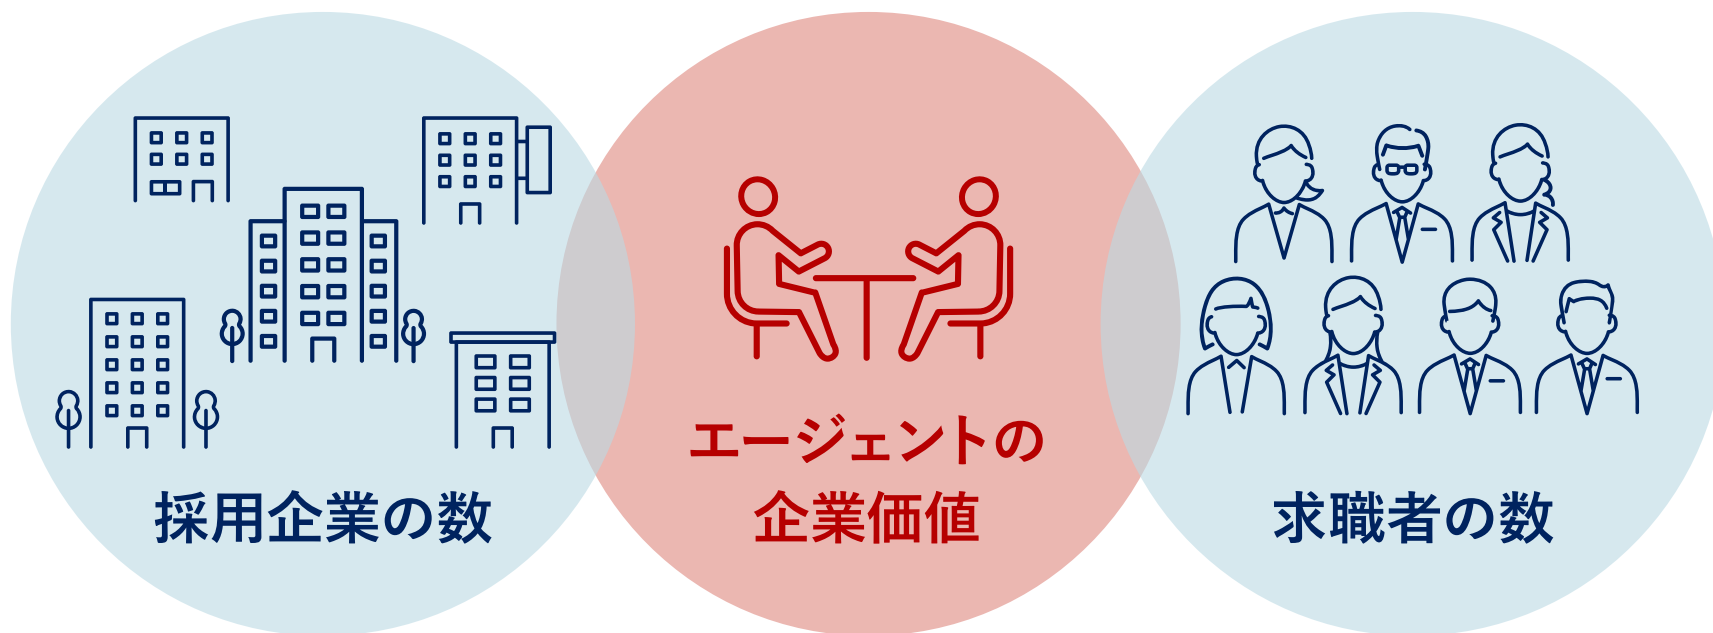 採用企業の数
エージェントの
企業価値
求職者の数